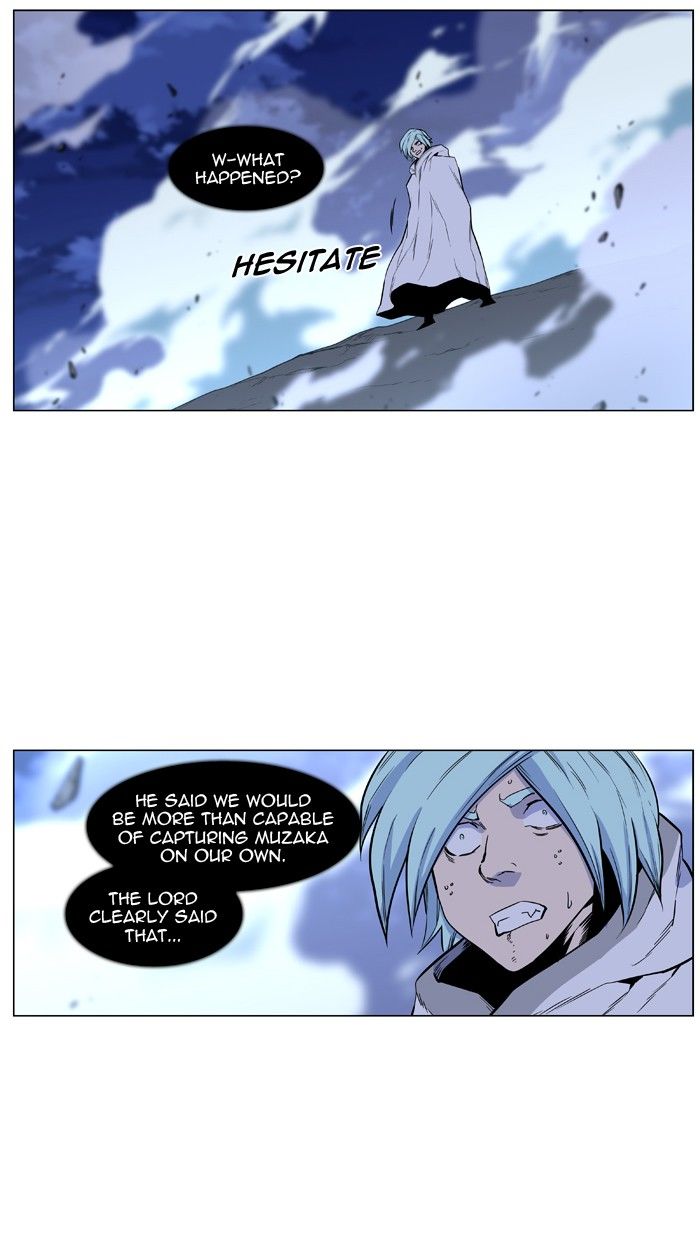 W-WHAT
HAPPENED?
HESITATE
HE SAID WE WOULD
BE MORE THAN CAPABLE
OF CAPTURING MUZAKA
ON OUR OWN.
THE LORD
CLEARLY SAID
THAT...